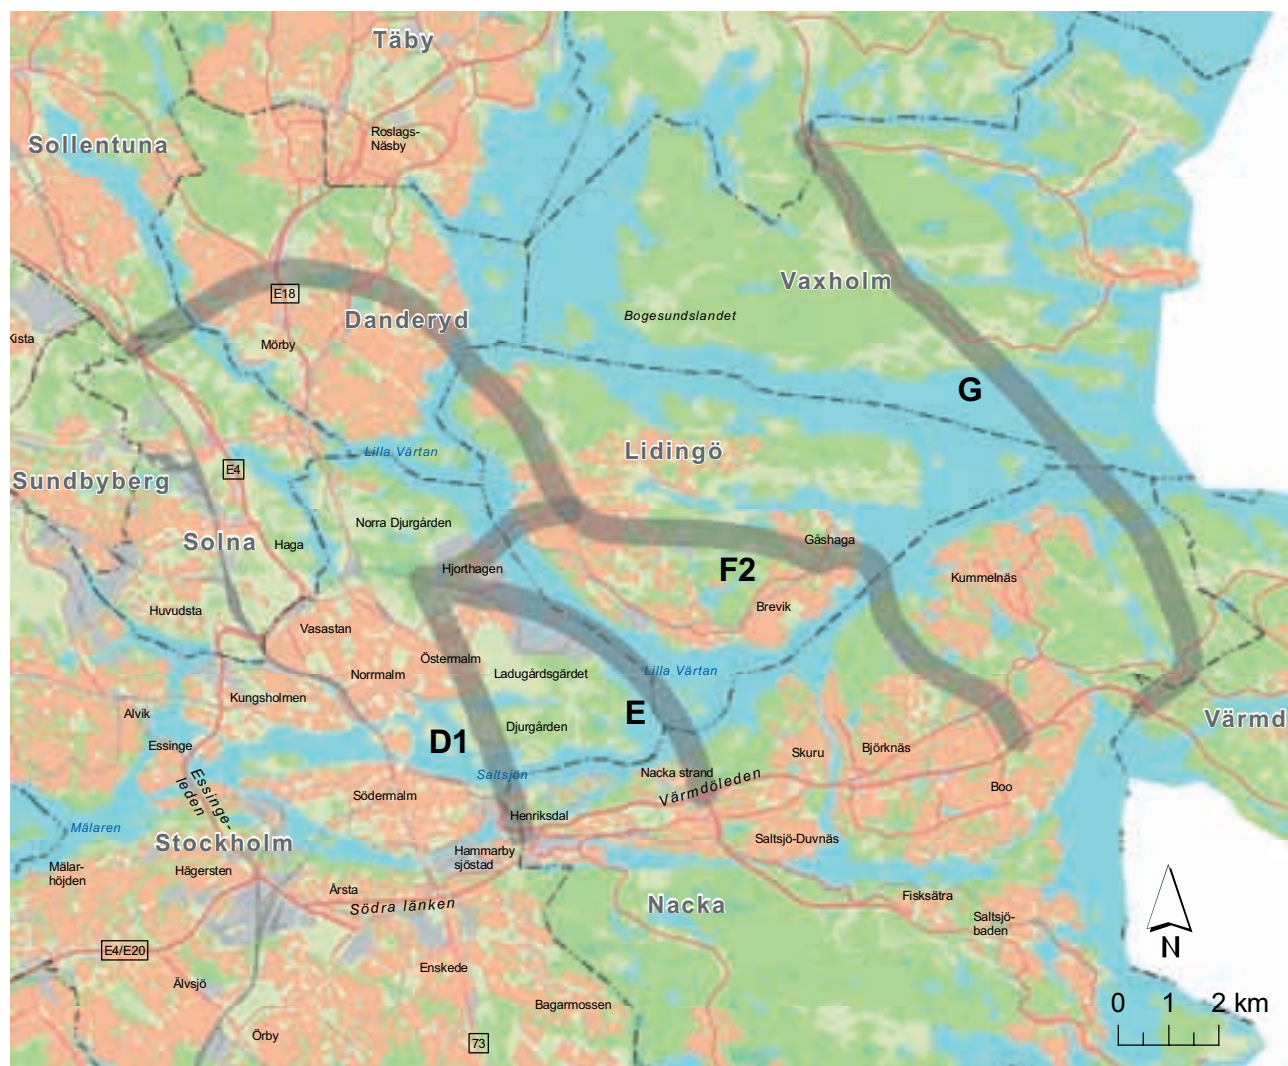 Täby
Roslags-
Näsby
Sollentuna
Vaxholm
E18
Bogesundslandet
Danderyd
Kista
Mörby
G
Lilla Värtan
Lidingö
E4
Sundbyberg
Norra Djurgården
Solna
Haga
Gåshaga
Hjorthagen
F2
Kummelnäs
Huvudsta
Brevik
Vasastan
Östermalm
Norrmalm
Ladugårdsgärdet
Lilla Värtan
Kungsholmen
Alvik
Djurgården
E
Värmd
Essinge
D1
Skuru
Björknäs
Saltsjön
Nacka strand
Värmdöleden
Essinge-
leden
Södermalm
Boo
Henriksdal
Mälaren
Stockholm
Hammarby
sjöstad
Saltsjö-Duvnäs
Mälar-
höjden
Hägersten
Årsta
Södra länken
Nacka
Fisksätra
Saltsjö-
baden
E4/E20
N
Enskede
Älvsjö
Bagarmossen
0 1 2 km
Örby
73